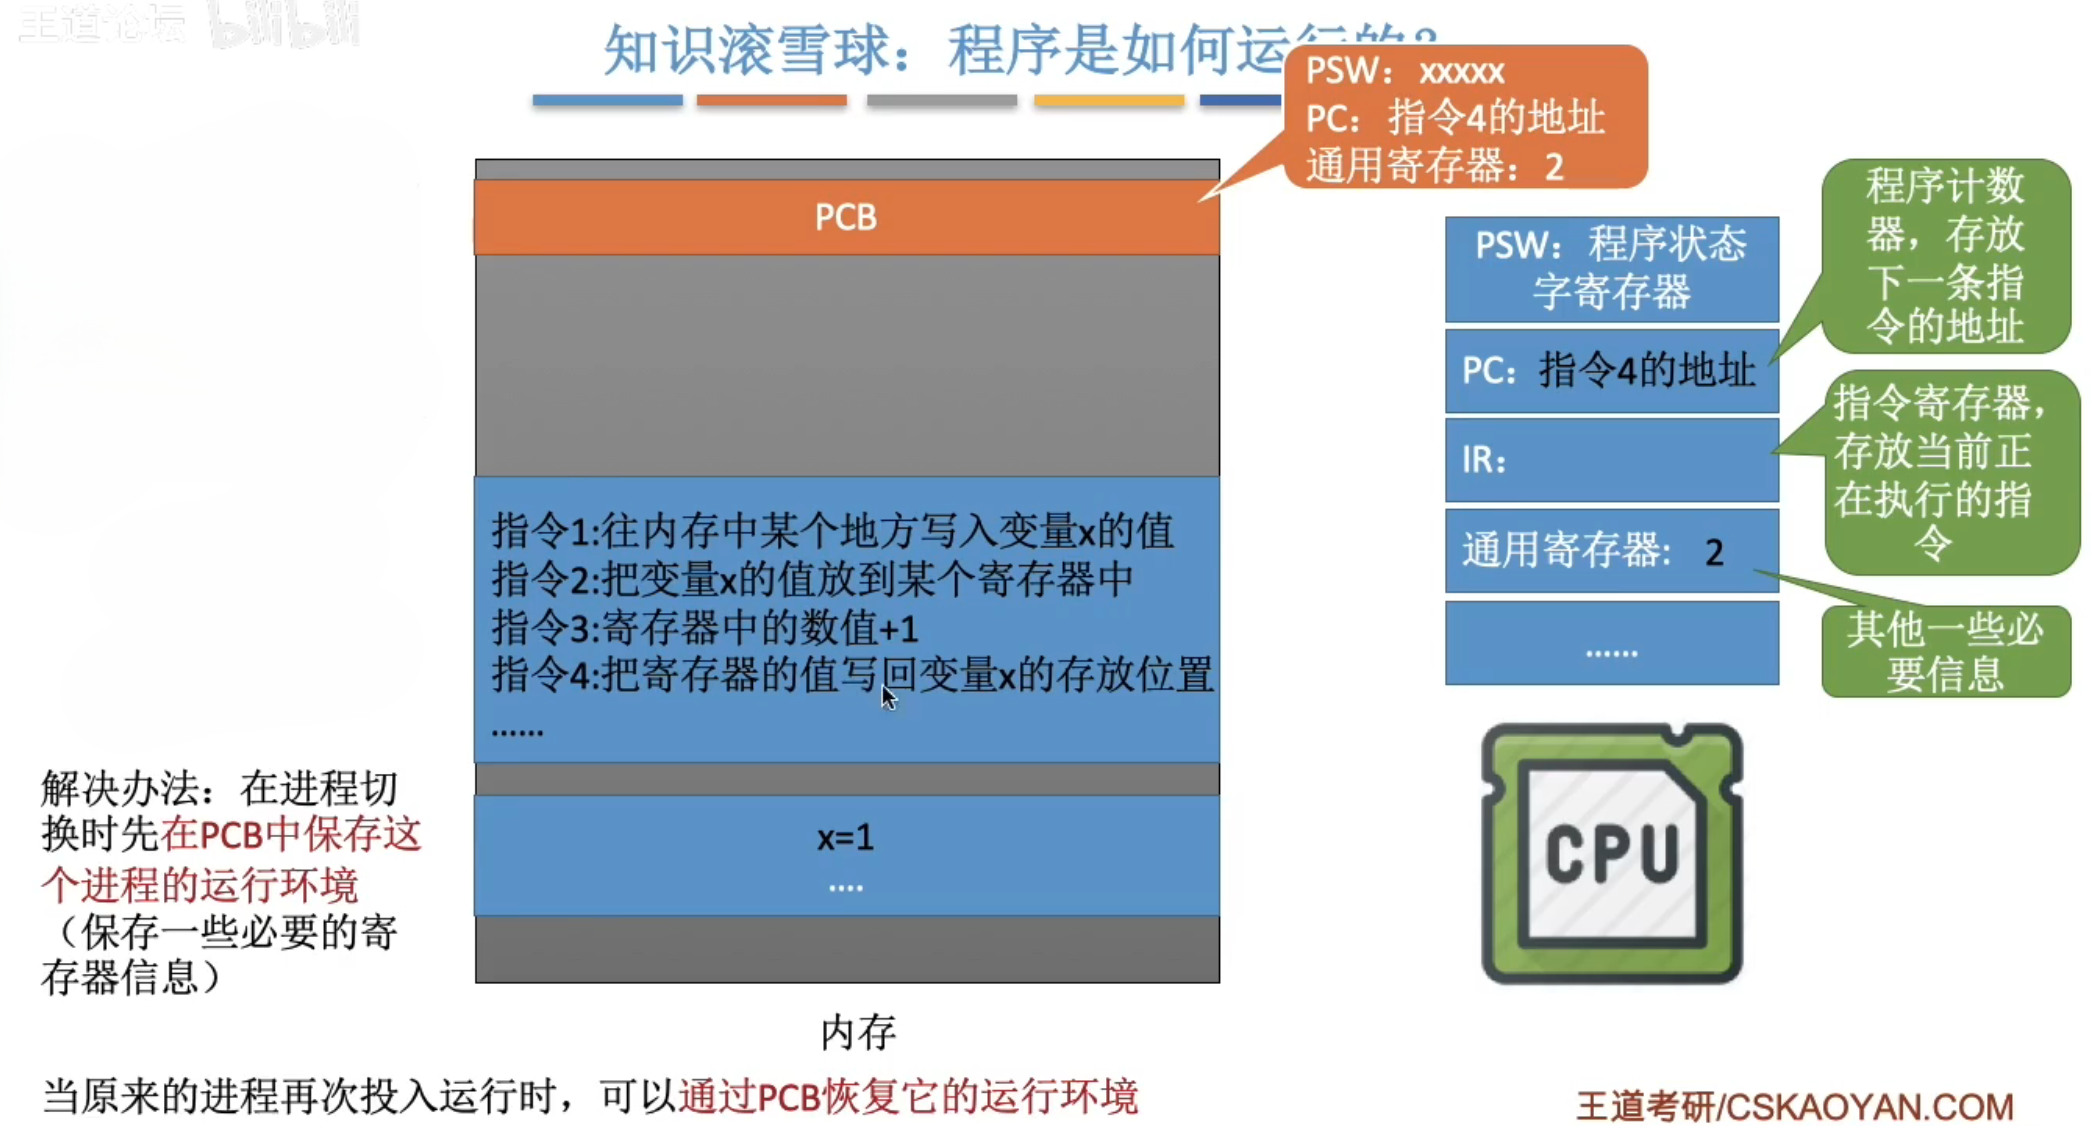 王道论坛 bilibili
知识滚雪球：程序是如何运行的？
PSW：xxxxx
PC：指令4的地址
通用寄存器：2
PCB
程序计数
器，存放
下一条指
令的地址
PSW：程序状态
字寄存器
PC：指令4的地址
指令寄存器，
存放当前正
在执行的指
令
IR：
通用寄存器： 2
其他一些必
要信息
......
指令1:往内存中某个地方写入变量x的值
指令2:把变量x的值放到某个寄存器中
指令3:寄存器中的数值+1
指令4:把寄存器的值写回变量x的存放位置
......
CPU
解决办法：在进程切
换时先在PCB中保存这
个进程的运行环境
（保存一些必要的寄
存器信息）
x=1
....
内存
当原来的进程再次投入运行时，可以通过PCB恢复它的运行环境
王道考研/CSKAOYAN.COM